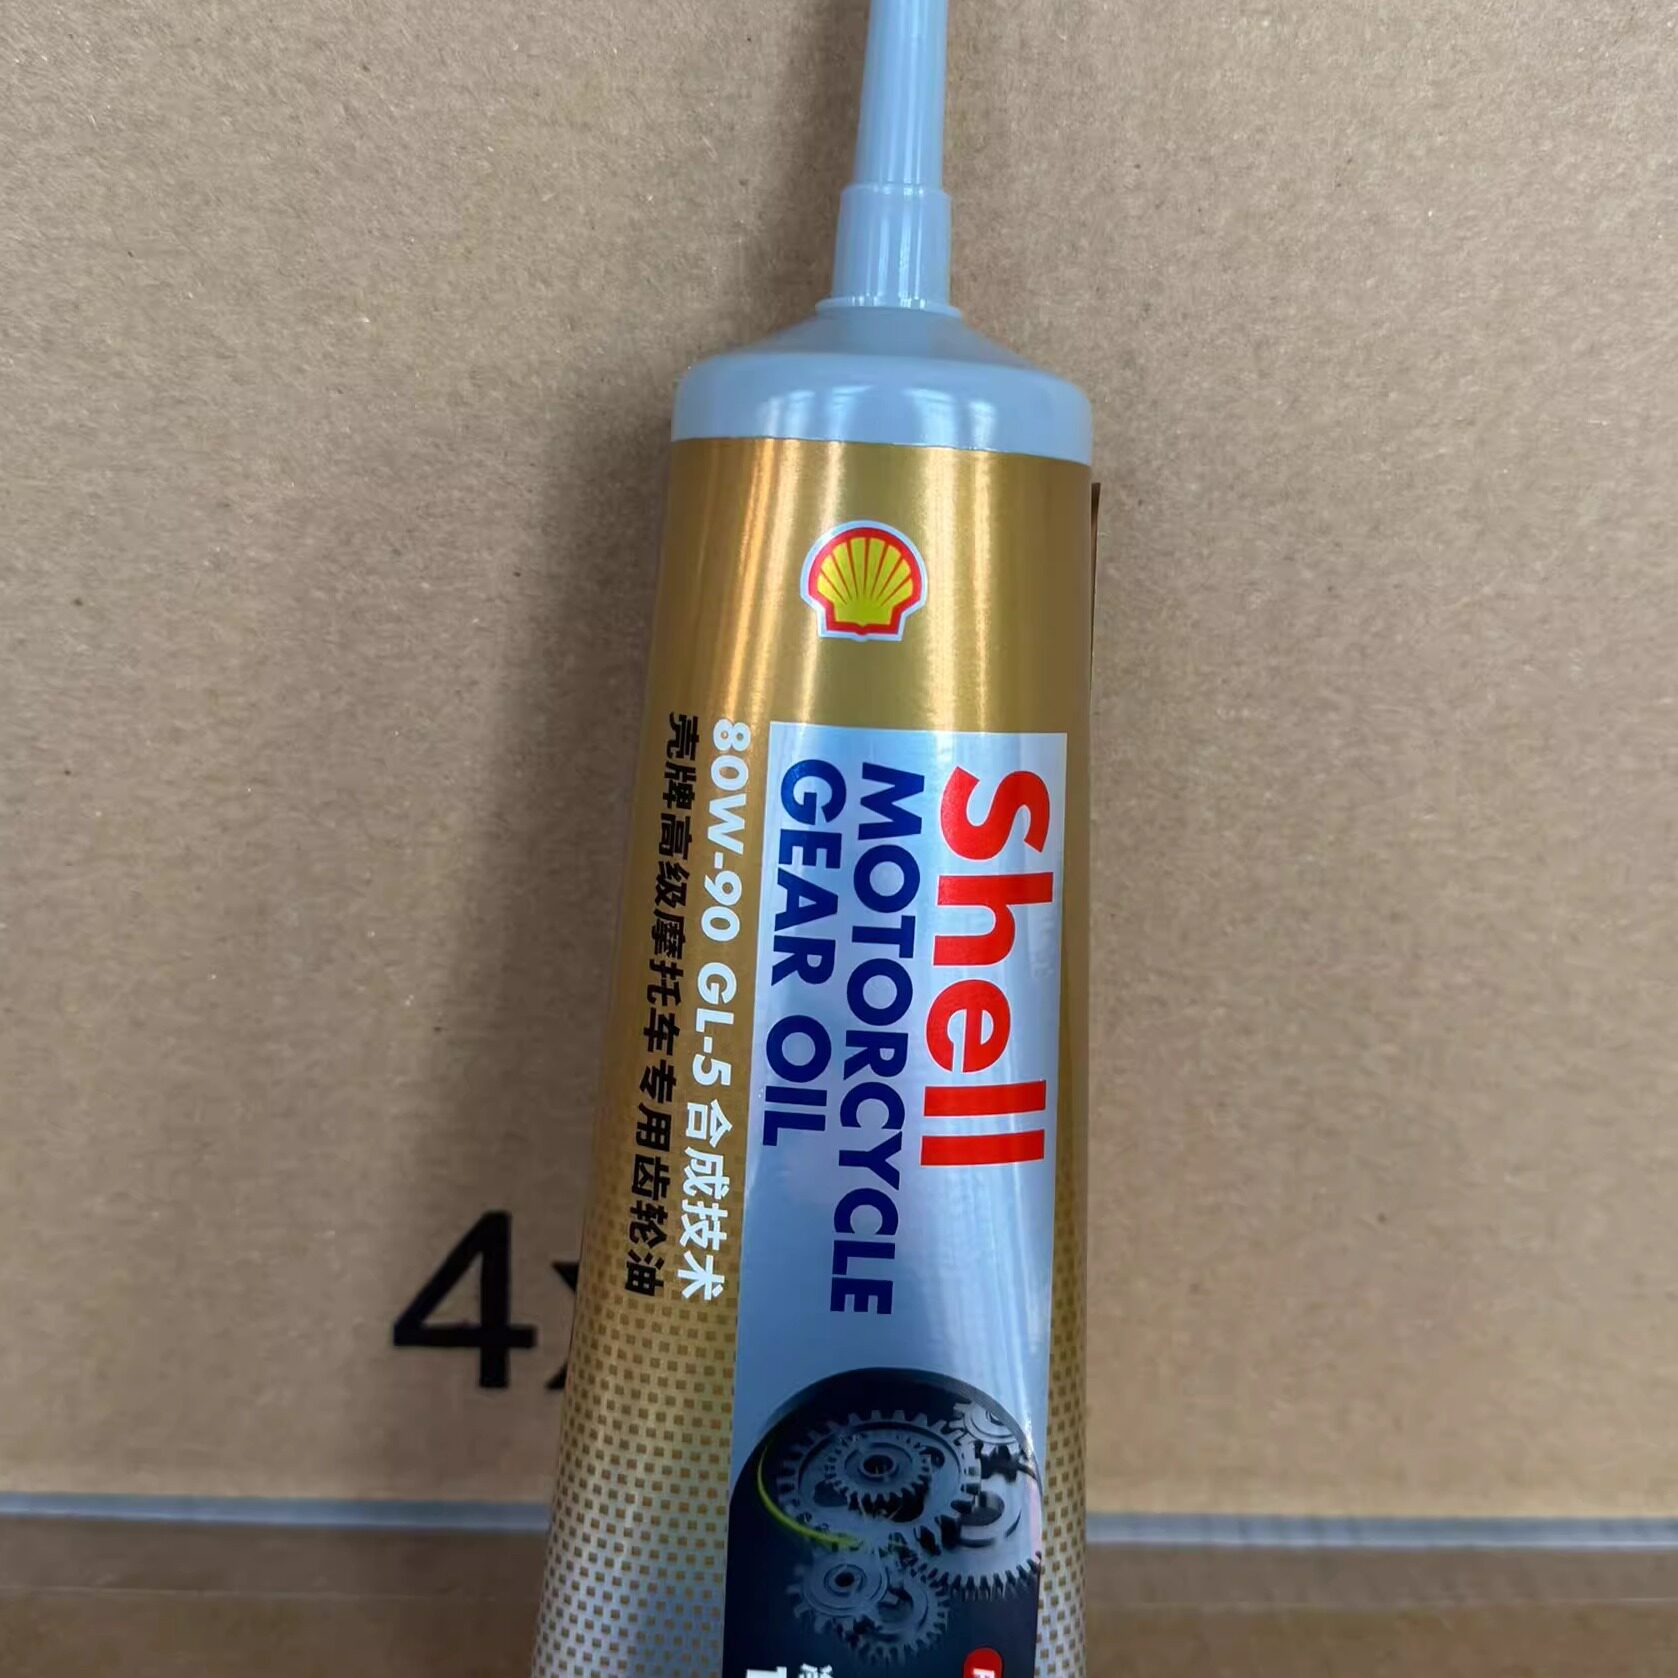 Shell
MOTORCYCLE
GEAR OIL
80W-90 GL-5 合成技术
壳牌高级摩托车专用齿轮油
4